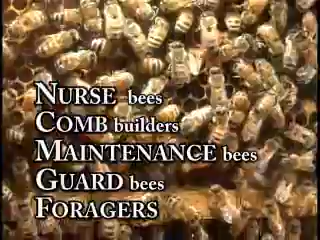 NURSE bees
COMB builders
MAINTENANCE bees
GUARD bees
FORAGERS